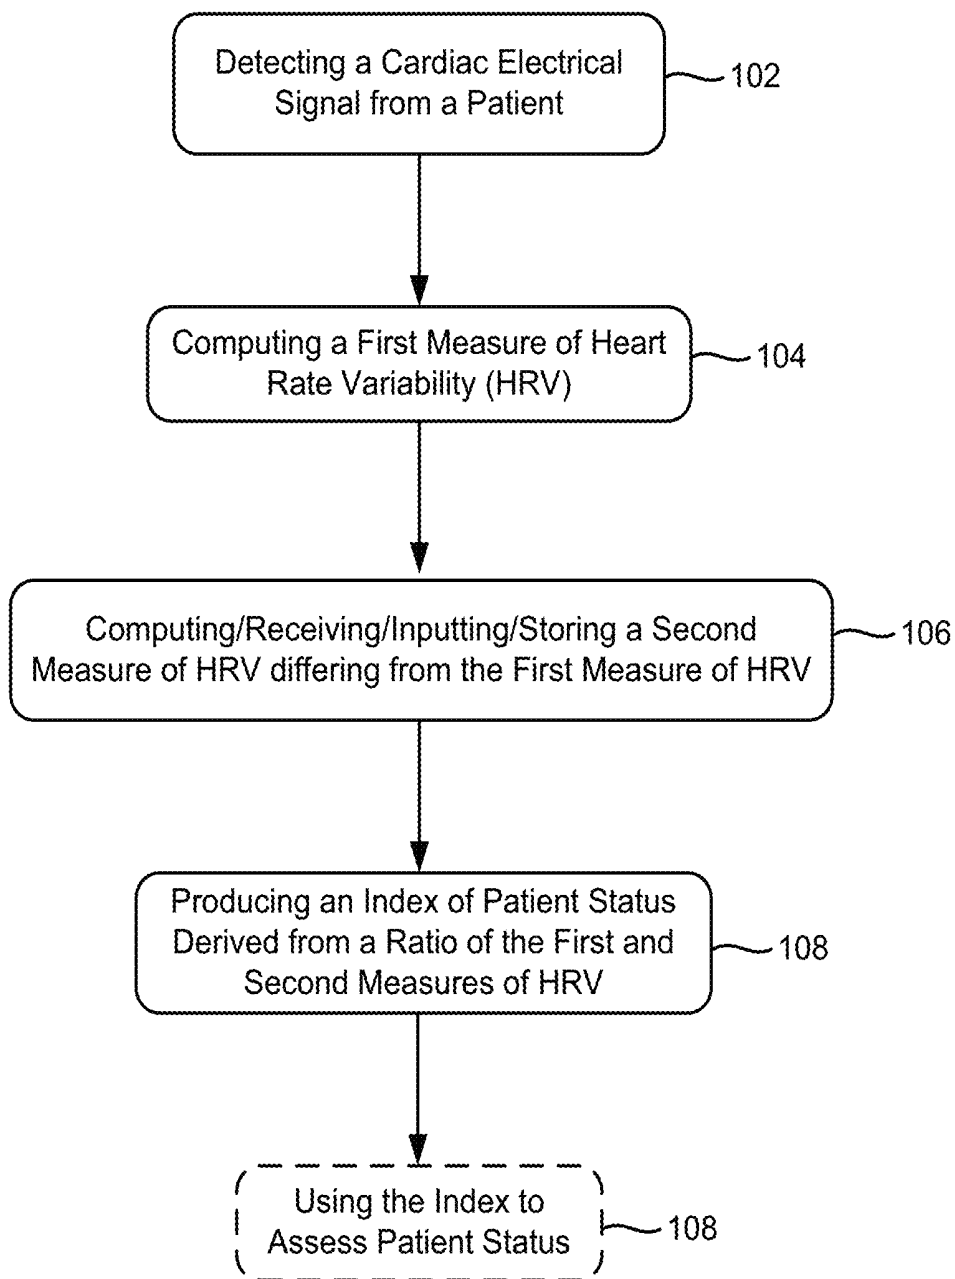 Detecting a Cardiac Electrical
Signal from a Patient
102
Computing a First Measure of Heart
Rate Variability (HRV)
104
Computing/Receiving/Inputting/Storing a Second
Measure of HRV differing from the First Measure of HRV
106
Producing an Index of Patient Status
Derived from a Ratio of the First and
Second Measures of HRV
108
Using the Index to
Assess Patient Status
108